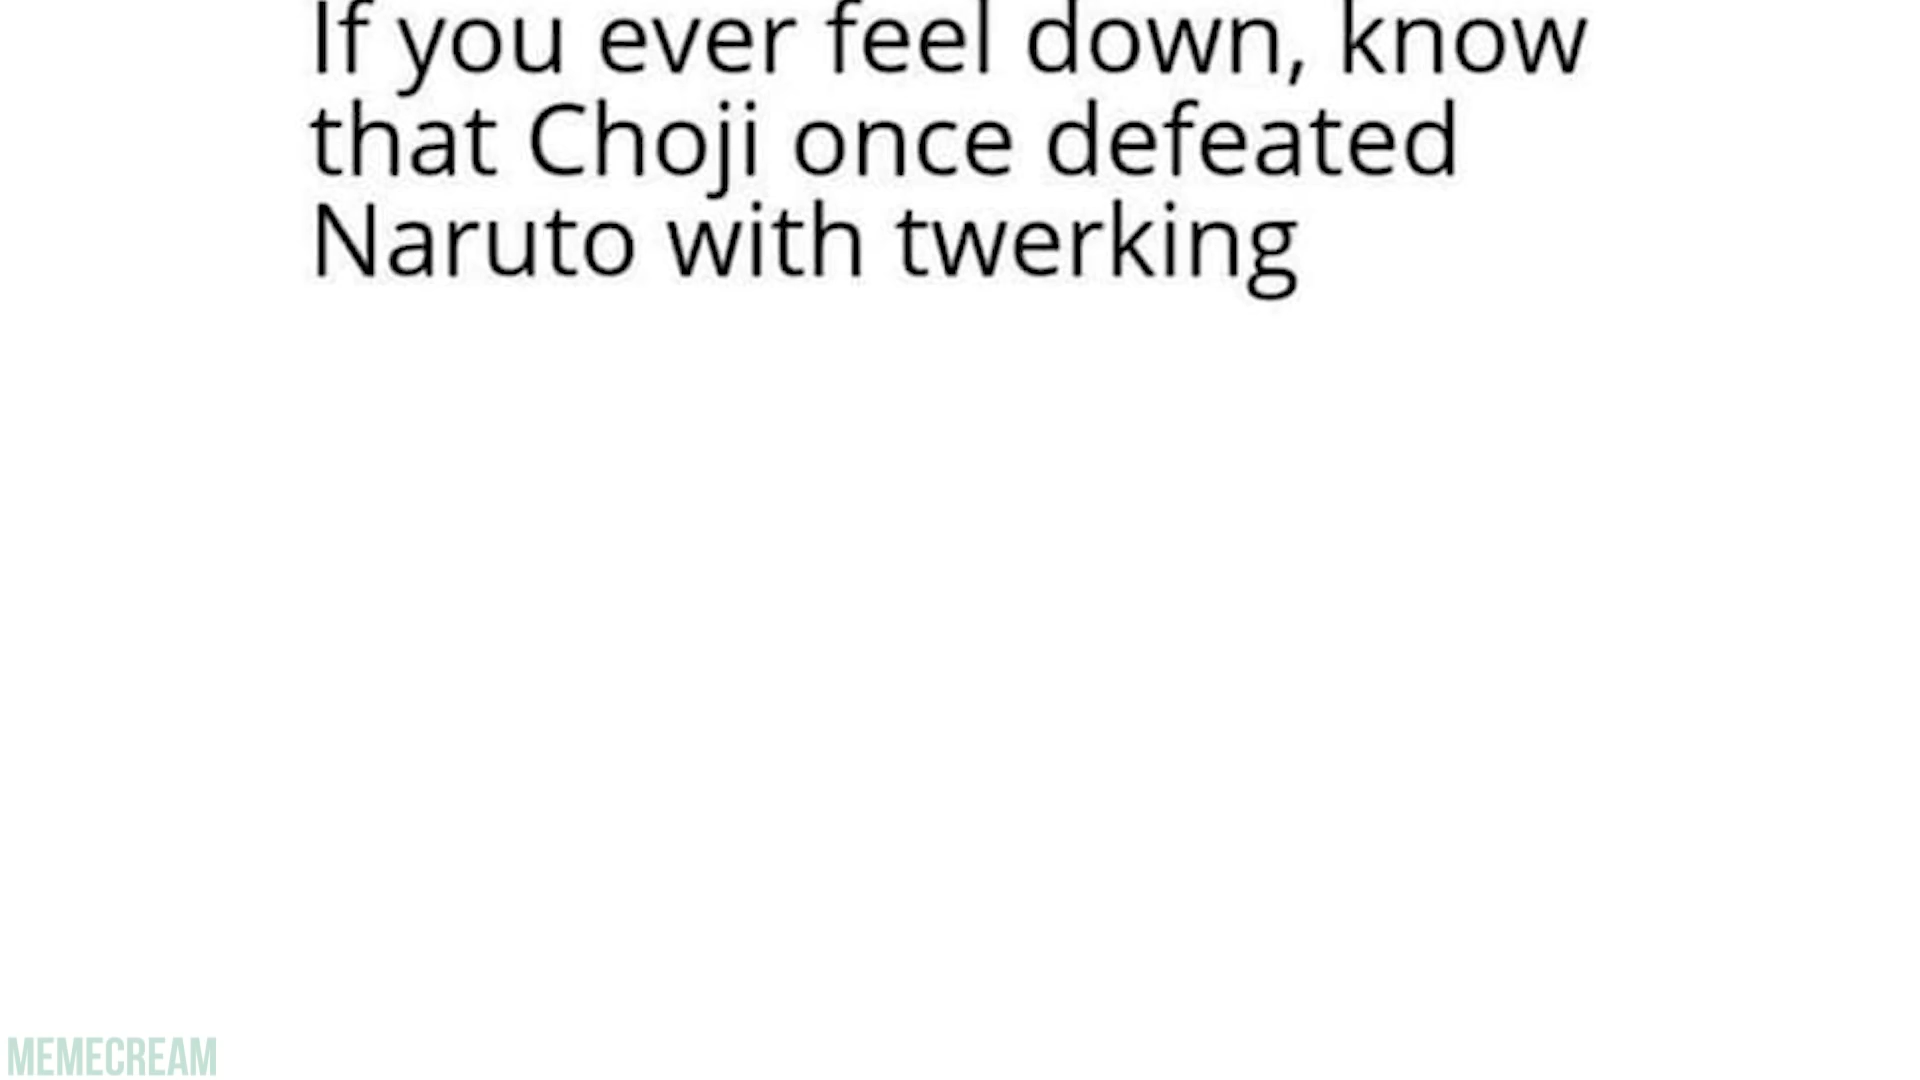 If you ever feel down, know
that Choji once defeated
Naruto with twerking
MEMECREAM